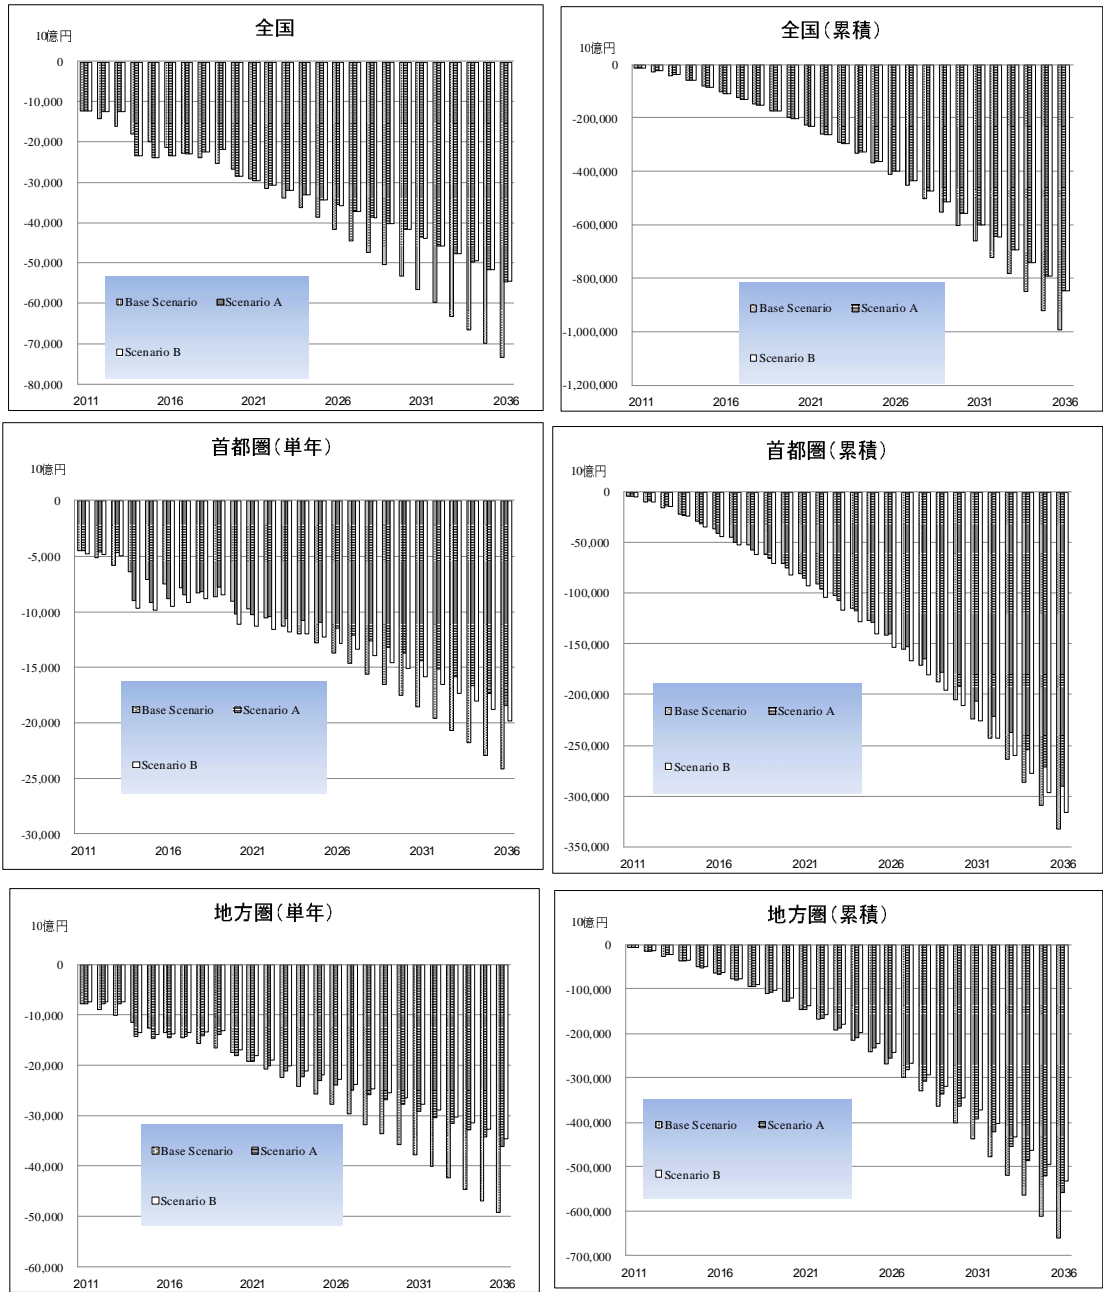 全国
10億円
0
-10,000
-20,000
-30,000
-40,000
-50,000
-60,000
-70,000
-80,000
Base Scenario Scenario A
Scenario B
2011 2016 2021 2026 2031 2036
全国(累積)
10億円
0
-200,000
-400,000
-600,000
-800,000
-1,000,000
-1,200,000
Base Scenario Scenario A
Scenario B
2011 2016 2021 2026 2031 2036
首都圏(単年)
10億円
0
-5,000
-10,000
-15,000
-20,000
-25,000
-30,000
Base Scenario Scenario A
Scenario B
2011 2016 2021 2026 2031 2036
首都圏(累積)
10億円
0
-50,000
-100,000
-150,000
-200,000
-250,000
-300,000
-350,000
Base Scenario Scenario A
Scenario B
2011 2016 2021 2026 2031 2036
地方圏(単年)
10億円
0
-10,000
-20,000
-30,000
-40,000
-50,000
-60,000
Base Scenario Scenario A
Scenario B
2011 2016 2021 2026 2031 2036
地方圏(累積)
10億円
0
-100,000
-200,000
-300,000
-400,000
-500,000
-600,000
-700,000
Base Scenario Scenario A
Scenario B
2011 2016 2021 2026 2031 2036